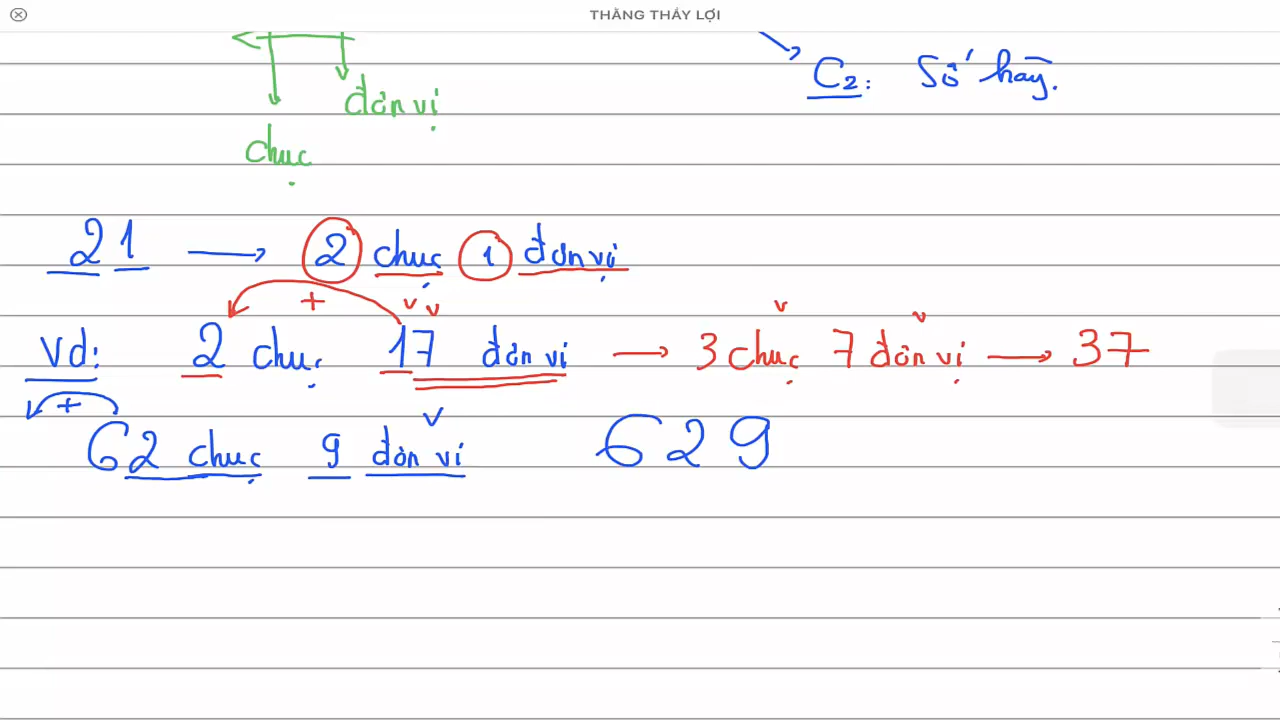 THẮNG THẦY LỢI
đơn vị
C2: Số hay.
chục
21 → 2 chục 1 đơn vị
+
Vd: 2 chục 17 đơn vị → 3 chục 7 đơn vị → 37
+
62 chục 9 đơn vị 629